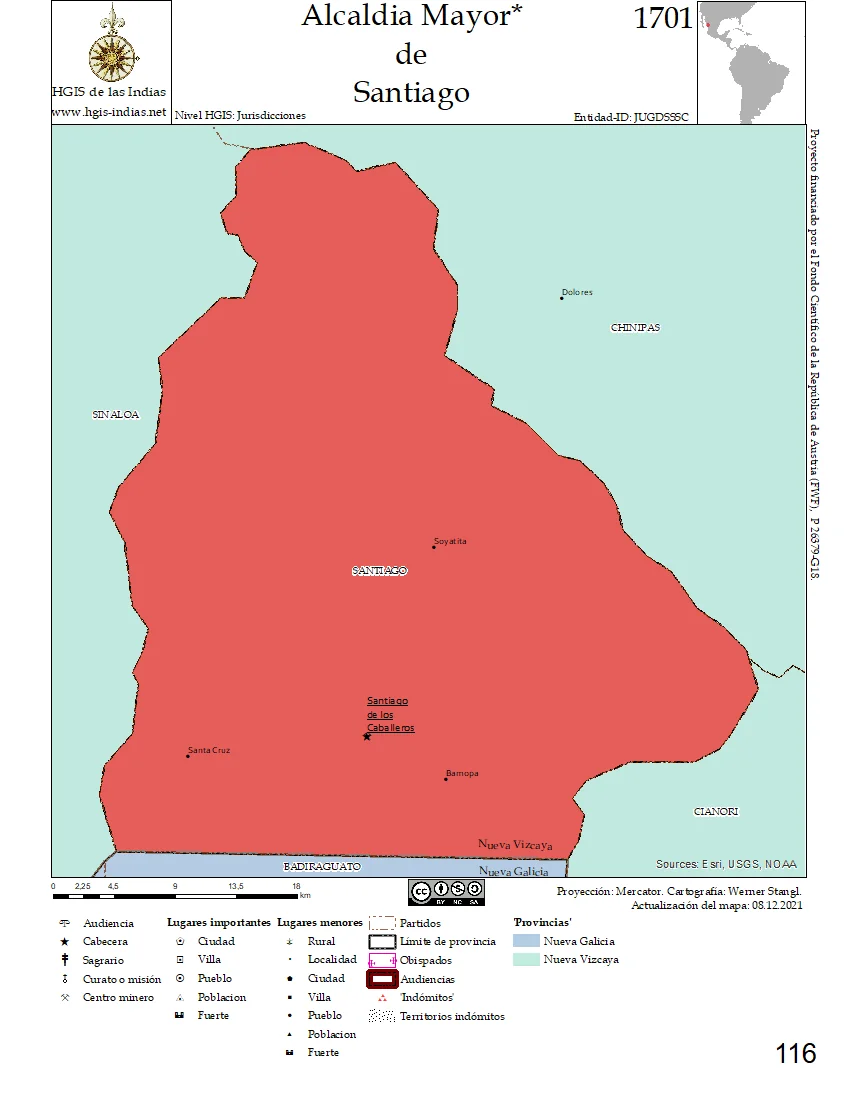 Alcaldia Mayor*
de
Santiago
1701
HGIS de las Indias
www.hgis-indias.net
Nivel HGIS: Jurisdicciones
Entidad-ID: JUGDSSSC
Proyecto financiado por el Fondo Científico de la República de Austria (FWF), P 26379-G18.
Dolores
CHINIPAS
SINALOA
Soyatita
SANTIAGO
Santiago
de los
Caballeros
Santa Cruz
Bamopa
CIANORI
Nueva Vizcaya
BADIRAGUATO
Nueva Galicia
Sources: Esri, USGS, NOAA
0 2,25 4,5 9 13,5 18
km
cc BY NC SA
Proyección: Mercator. Cartografía: Werner Stangl.
Actualización del mapa: 08.12.2021
Audiencia
Cabecera
Sagrario
Curato o misión
Centro minero
Lugares importantes
Ciudad
Villa
Pueblo
Poblacion
Fuerte
Lugares menores
Rural
Localidad
Ciudad
Villa
Pueblo
Poblacion
Fuerte
Partidos
Límite de provincia
Obispados
Audiencias
'Indómitos'
Territorios indómitos
'Provincias'
Nueva Galicia
Nueva Vizcaya
116